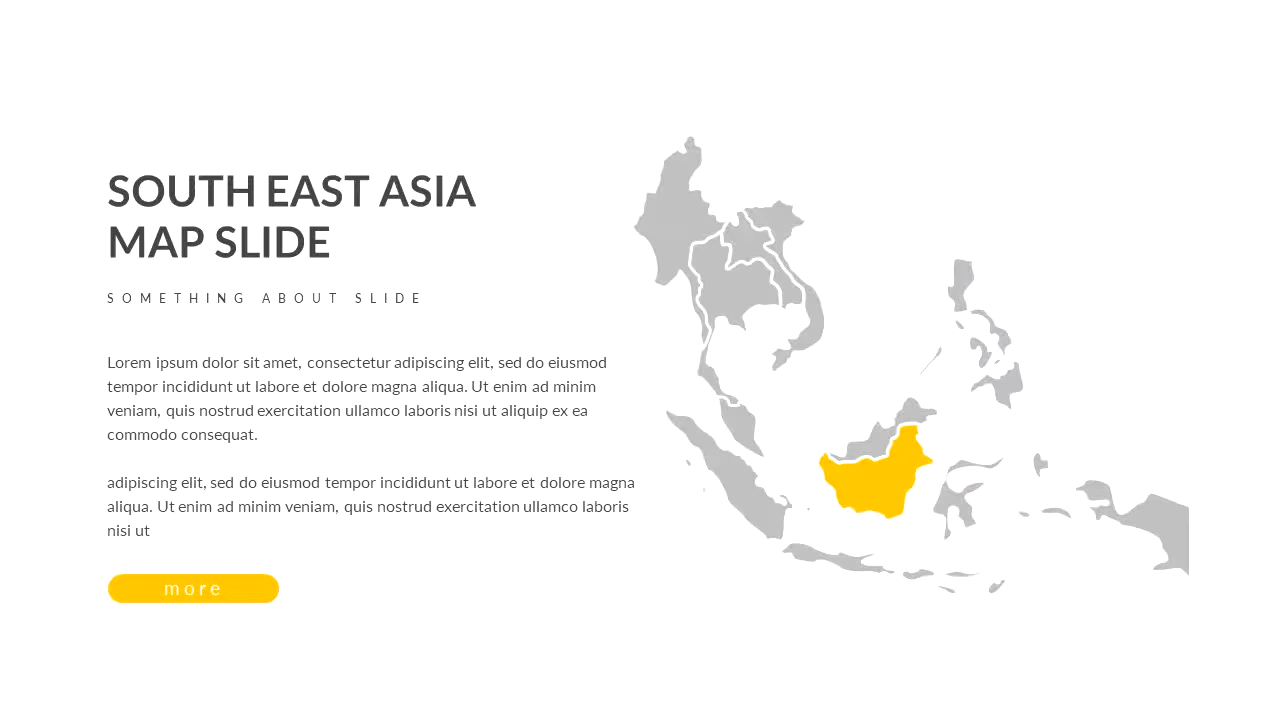 SOUTH EAST ASIA
MAP SLIDE
SOMETHING ABOUT SLIDE
Lorem ipsum dolor sit amet, consectetur adipiscing elit, sed do eiusmod
tempor incididunt ut labore et dolore magna aliqua. Ut enim ad minim
veniam, quis nostrud exercitation ullamco laboris nisi ut aliquip ex ea
commodo consequat.
adipiscing elit, sed do eiusmod tempor incididunt ut labore et dolore magna
aliqua. Ut enim ad minim veniam, quis nostrud exercitation ullamco laboris
nisi ut
more